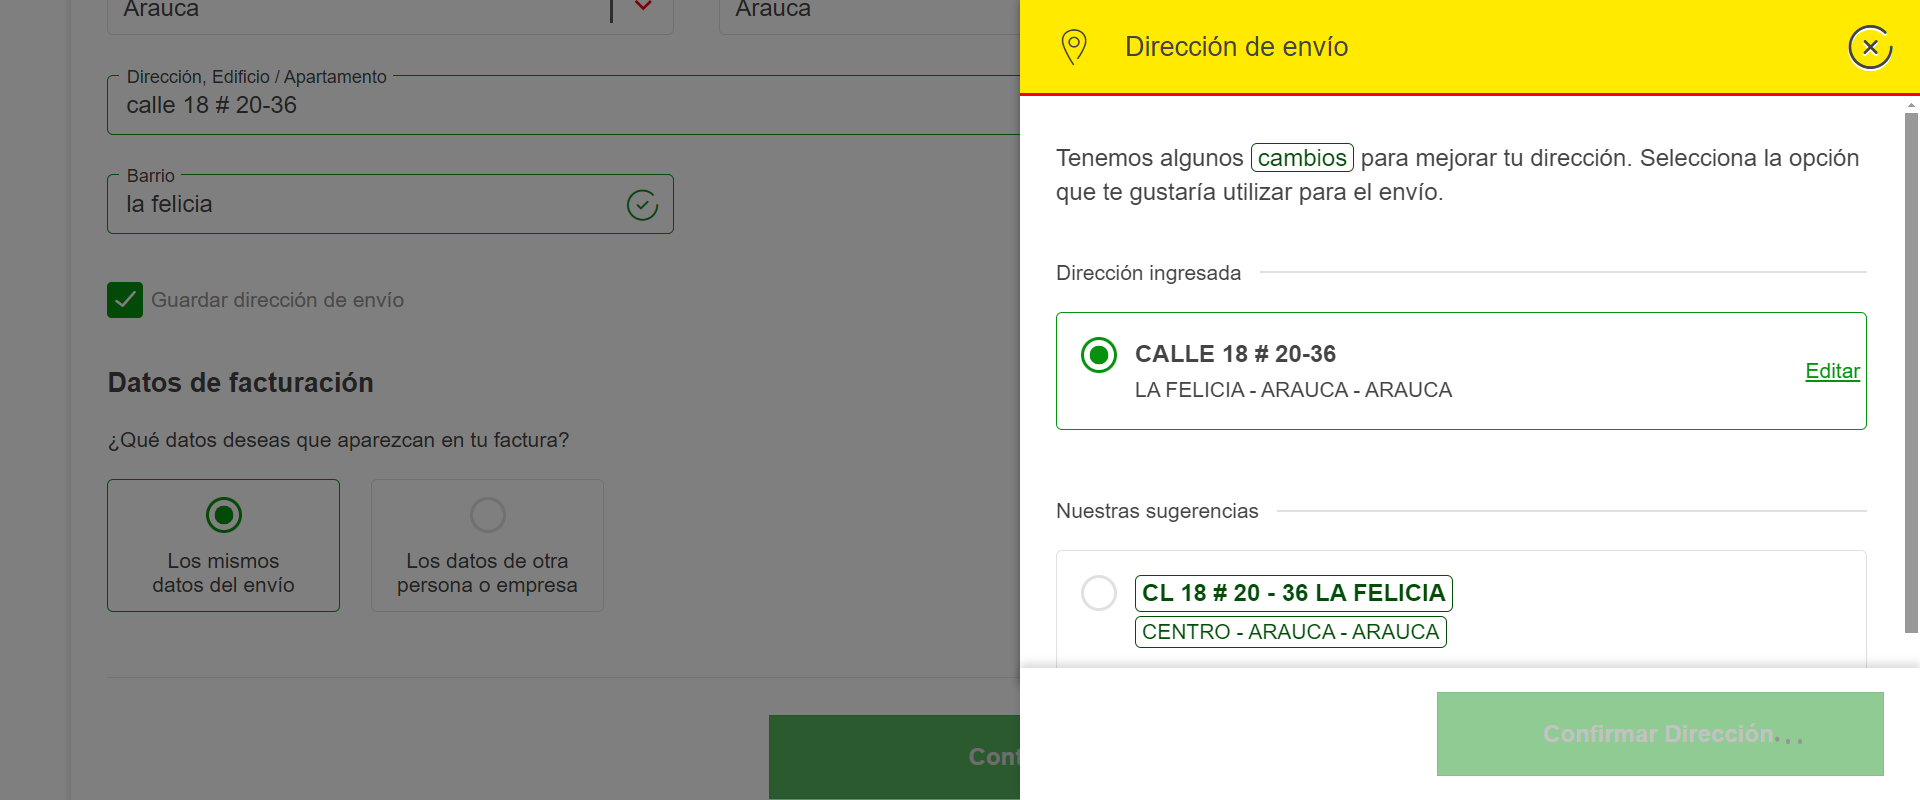 Arauca
Arauca
Dirección, Edificio / Apartamento
calle 18 # 20-36
Barrio
la felicia
Guardar dirección de envío
Datos de facturación
¿Qué datos deseas que aparezcan en tu factura?
Los mismos
datos del envío
Los datos de otra
persona o empresa
Dirección de envío
Tenemos algunos cambios para mejorar tu dirección. Selecciona la opción
que te gustaría utilizar para el envío.
Dirección ingresada
CALLE 18 # 20-36
LA FELICIA - ARAUCA - ARAUCA
Editar
Nuestras sugerencias
CL 18 # 20 - 36 LA FELICIA
CENTRO - ARAUCA - ARAUCA
Confirmar Dirección...